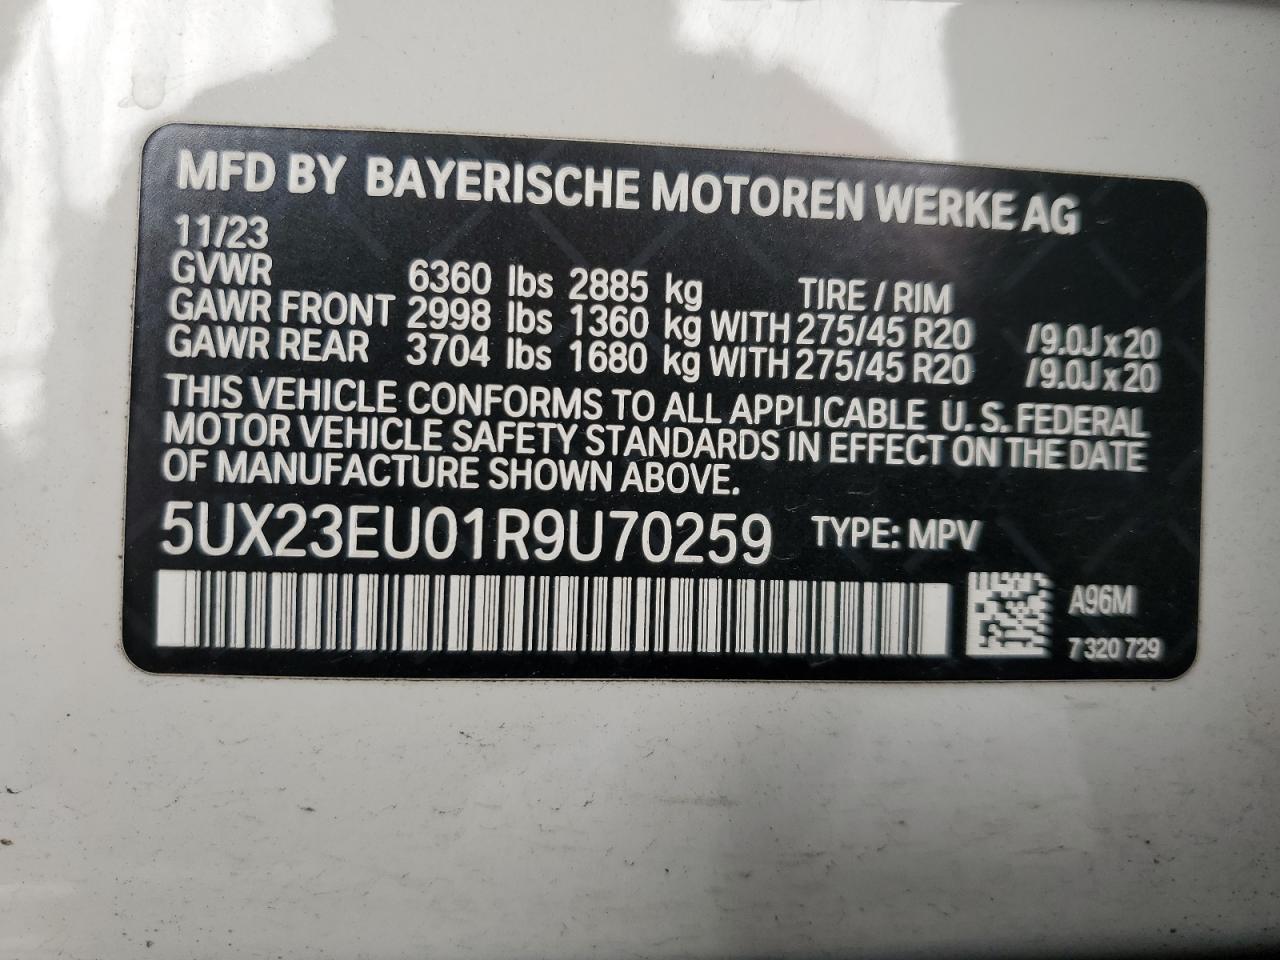 MFD BY BAYERISCHE MOTOREN WERKE AG
11/23
GVWR 6360 lbs 2885 kg TIRE / RIM
GAWR FRONT 2998 lbs 1360 kg WITH 275/45 R20 /9.0J x 20
GAWR REAR 3704 lbs 1680 kg WITH 275/45 R20 /9.0J x 20
THIS VEHICLE CONFORMS TO ALL APPLICABLE U.S. FEDERAL
MOTOR VEHICLE SAFETY STANDARDS IN EFFECT ON THE DATE
OF MANUFACTURE SHOWN ABOVE.
5UX23EU01R9U70259 TYPE: MPV
A96M
7 320 729